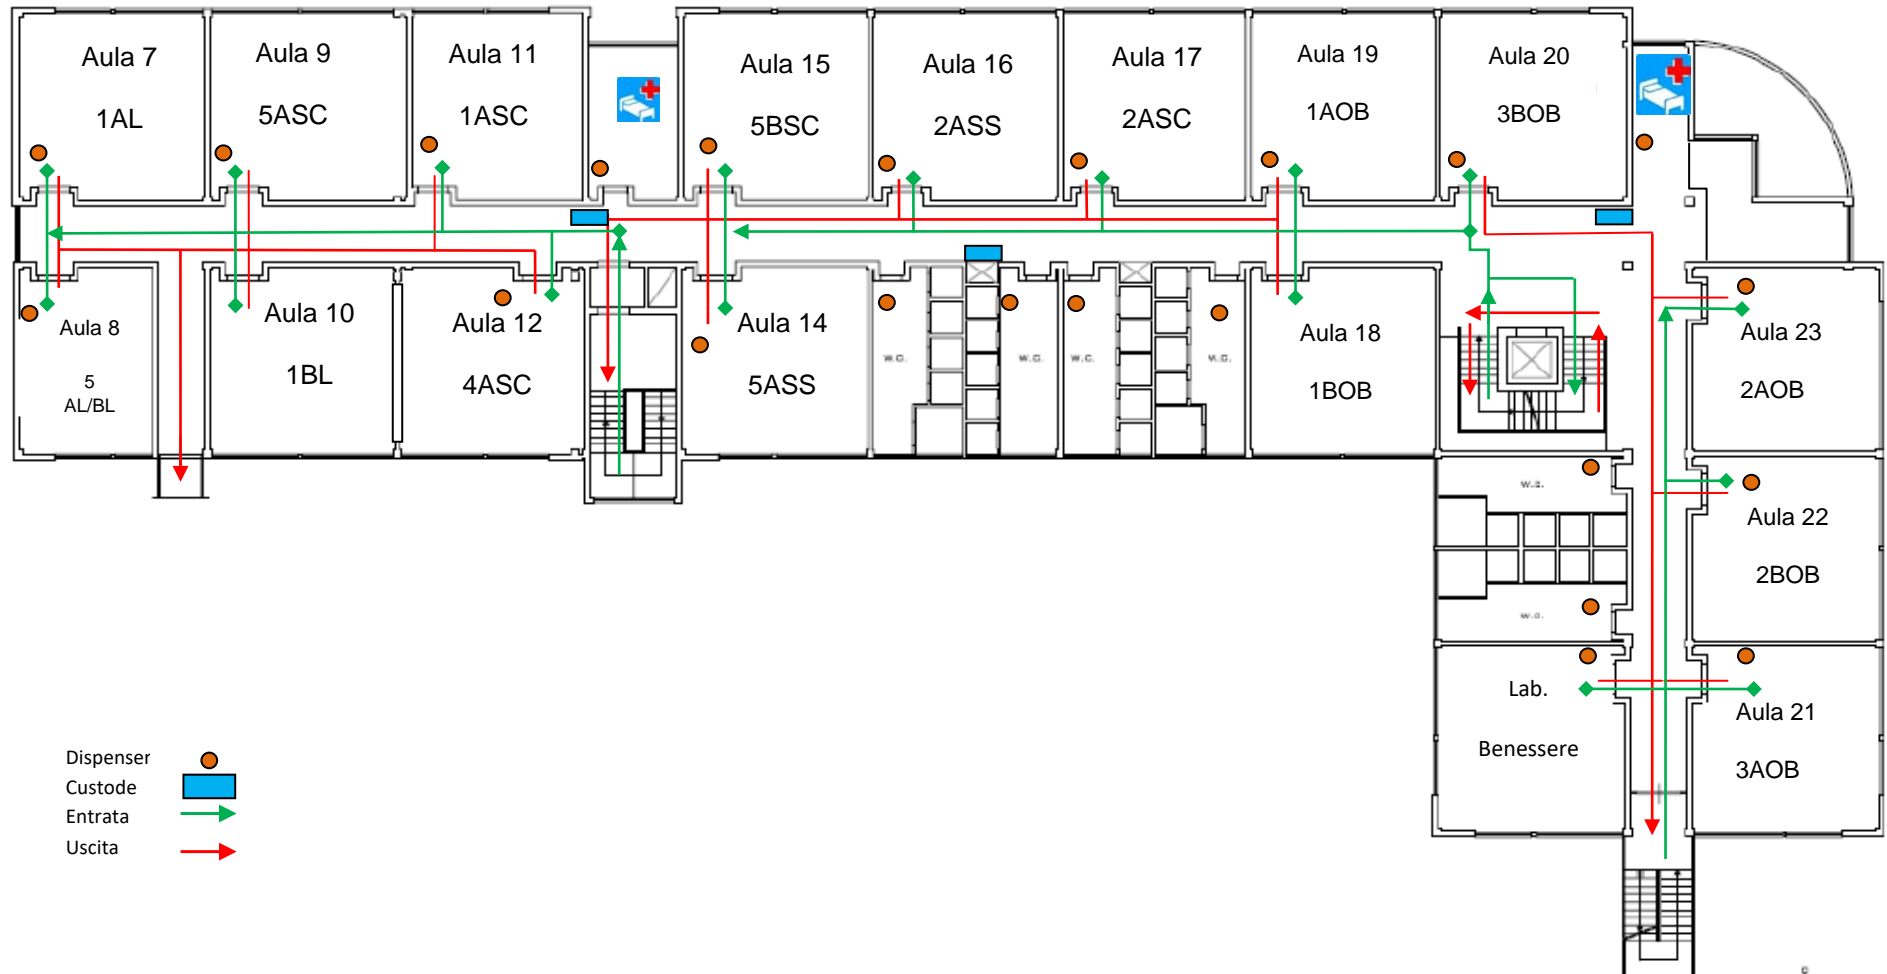 Aula 7
1AL
Aula 9
5ASC
Aula 11
1ASC
Aula 15
5BSC
Aula 16
2ASS
Aula 17
2ASC
Aula 19
1AOB
Aula 20
3BOB
Aula 8
5
AL/BL
Aula 10
1BL
Aula 12
4ASC
Aula 14
5ASS
W.C.
W.C.
W.C.
W.C.
Aula 18
1BOB
Aula 23
2AOB
W.C.
Aula 22
2BOB
W.C.
Lab.
Benessere
Aula 21
3AOB
Dispenser
Custode
Entrata
Uscita